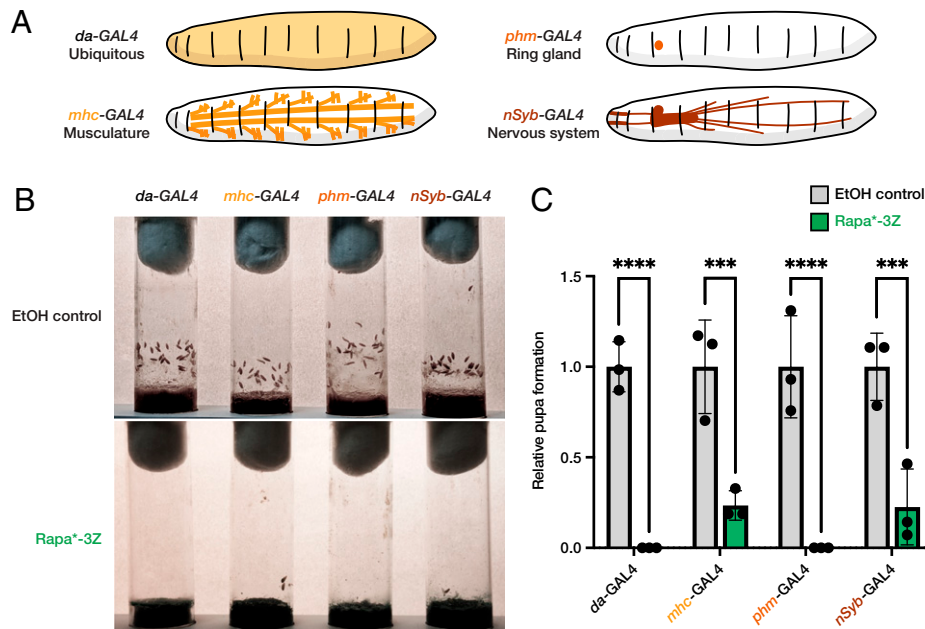 A
da-GAL4
Ubiquitous
phm-GAL4
Ring gland
mhc-GAL4
Musculature
nSyb-GAL4
Nervous system
B
da-GAL4 mhc-GAL4 phm-GAL4 nSyb-GAL4
EtOH control
Rapa*-3Z
C
EtOH control
Rapa*-3Z
**** *** **** ***
Relative pupa formation
1.5
1.0
0.5
0.0
da-GAL4 mhc-GAL4 phm-GAL4 nSyb-GAL4